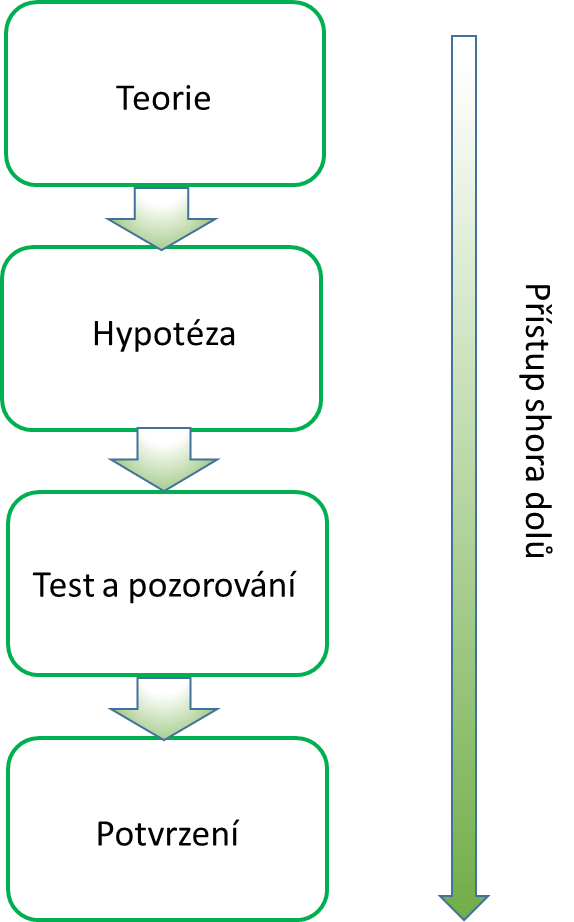 Teorie
Hypotéza
Test a pozorování
Potvrzení
Přístup shora dolů